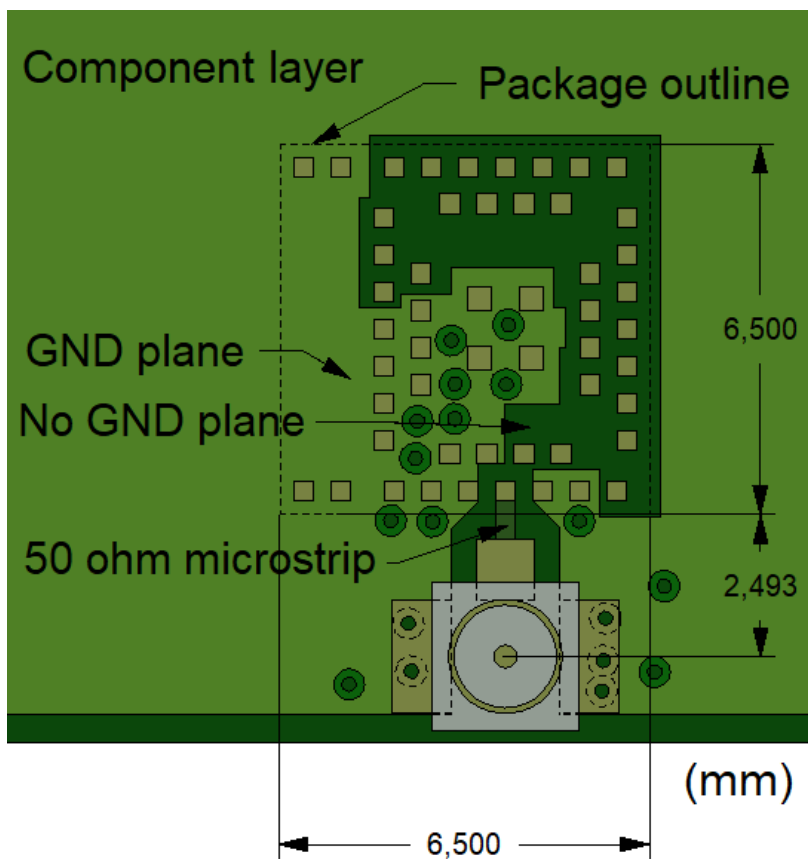 Component layer
Package outline
6,500
GND plane
No GND plane
50 ohm microstrip
2,493
(mm)
6,500